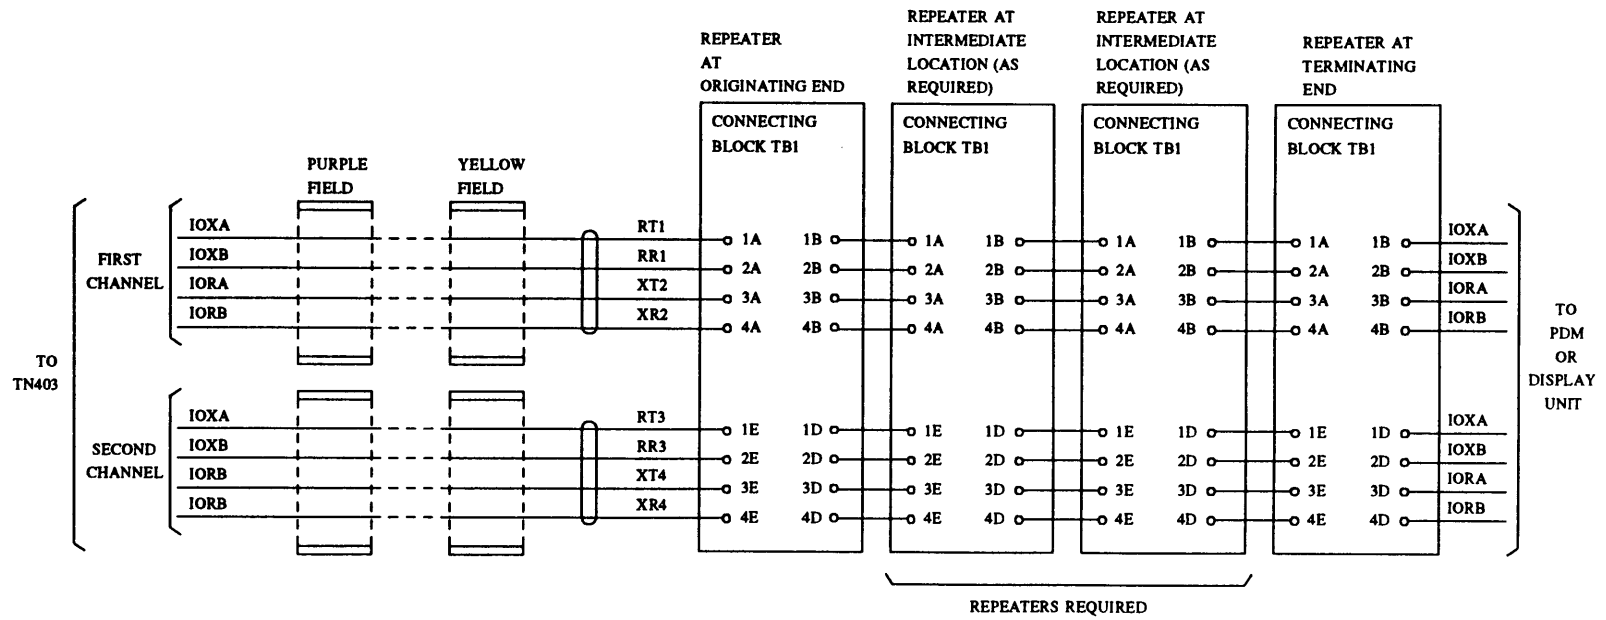 REPEATER
AT
ORIGINATING END
REPEATER AT
INTERMEDIATE
LOCATION (AS
REQUIRED)
REPEATER AT
INTERMEDIATE
LOCATION (AS
REQUIRED)
REPEATER AT
TERMINATING
END
CONNECTING
BLOCK TB1
CONNECTING
BLOCK TB1
CONNECTING
BLOCK TB1
CONNECTING
BLOCK TB1
PURPLE
FIELD
YELLOW
FIELD
TO
TN403
FIRST
CHANNEL
IOXA RT1 1A 1B 1A 1B 1A 1B 1A 1B IOXA
IOXB RR1 2A 2B 2A 2B 2A 2B 2A 2B IOXB
IORA XT2 3A 3B 3A 3B 3A 3B 3A 3B IORA
IORB XR2 4A 4B 4A 4B 4A 4B 4A 4B IORB
SECOND
CHANNEL
IOXA RT3 1E 1D 1E 1D 1E 1D 1E 1D IOXA
IOXB RR3 2E 2D 2E 2D 2E 2D 2E 2D IOXB
IORB XT4 3E 3D 3E 3D 3E 3D 3E 3D IORA
IORB XR4 4E 4D 4E 4D 4E 4D 4E 4D IORB
TO
PDM
OR
DISPLAY
UNIT
REPEATERS REQUIRED